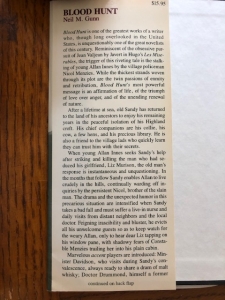 $15.95
BLOOD HUNT
Neil M. Gunn
Blood Hunt is one of the greatest works of a writer
who, though long overlooked in the United
States, is unquestionably one of the great novelists
of this century. Reminiscent of the obsessive pur-
suit of Jean Valjean by Javert in Hugo's Les Misé-
rables, the trigger of this riveting tale is the stalk-
ing of young Allan Innes by the village policeman
Nicol Menzies. While the thickest strands woven
through its plot are the twin passions of enmity
and retribution, Blood Hunt's most powerful
message is an affirmation of life, of the strength
of love over anger, and of the unending renewal
of nature.
After a lifetime at sea, old Sandy has returned
to the land of his ancestors to enjoy his remaining
years in the peaceful isolation of his Highland
croft. His chief companions are his collie, his
cow, a few hens, and his precious library. He is
also a friend to the village lads who quickly learn
they can trust him with their secrets.
When young Allan Innes seeks Sandy's help
after striking and killing the man who had se-
duced his girlfriend, Liz Murison, the old man's
response is instantaneous and unquestioning. In
the months that follow Sandy enables Allan to live
crudely in the hills, continually warding off in-
quiries by the persistent Nicol, brother of the slain
man. The drama and the unexpected humor in this
precarious situation are intensified when Sandy
takes a bad fall and must suffer a live-in nurse and
daily visits from distant neighbors and the local
doctor. Feigning irascibility and bluster, he evicts
all his unwelcome guests so as to keep watch for
the weary Allan, only to hear dear Liz tapping on
his window pane, with shadowy fears of Consta-
ble Menzies trailing her into his plain cabin.
Marvelous accessory players are introduced: Min-
ister Davidson, who visits during Sandy's con-
valescence, always ready to share a dram of malt
whisky, Doctor Drummond, himself a former
continued on back flap